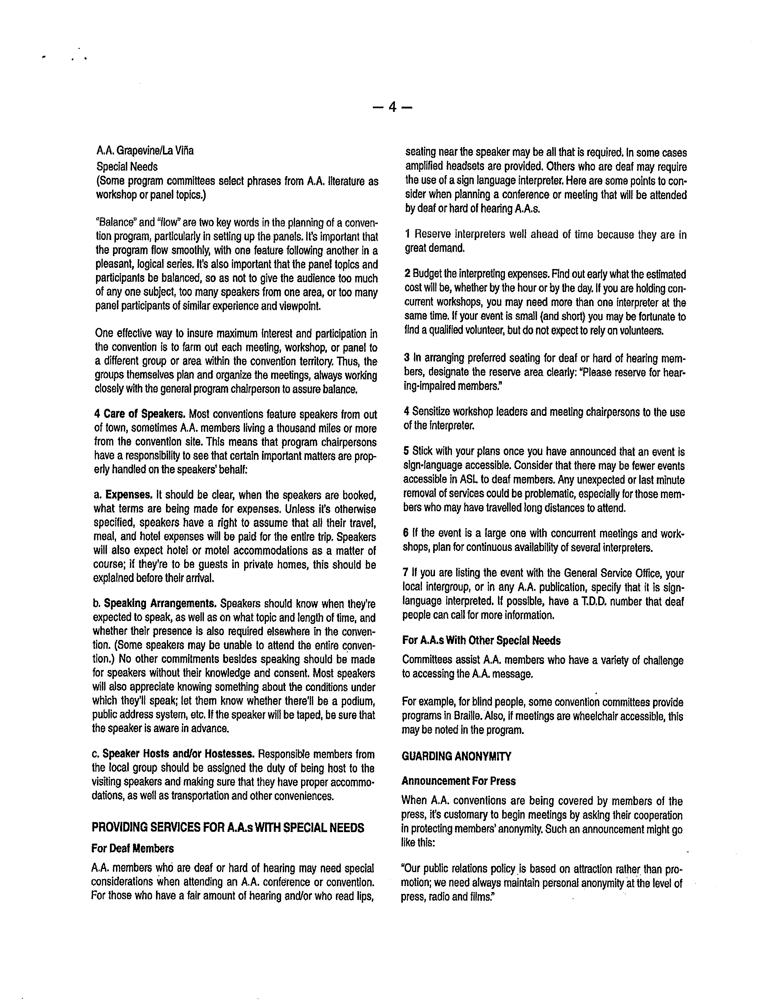 — 4 —
A.A. Grapevine/La Viña
Special Needs
(Some program committees select phrases from A.A. literature as
workshop or panel topics.)
"Balance" and "flow" are two key words in the planning of a conven-
tion program, particularly in setting up the panels. It's important that
the program flow smoothly, with one feature following another in a
pleasant, logical series. It's also important that the panel topics and
participants be balanced, so as not to give the audience too much
of any one subject, too many speakers from one area, or too many
panel participants of similar experience and viewpoint.
One effective way to insure maximum interest and participation in
the convention is to farm out each meeting, workshop, or panel to
a different group or area within the convention territory. Thus, the
groups themselves plan and organize the meetings, always working
closely with the general program chairperson to assure balance.
4 Care of Speakers. Most conventions feature speakers from out
of town, sometimes A.A. members living a thousand miles or more
from the convention site. This means that program chairpersons
have a responsibility to see that certain important matters are prop-
erly handled on the speakers' behalf:
a. Expenses. It should be clear, when the speakers are booked,
what terms are being made for expenses. Unless it's otherwise
specified, speakers have a right to assume that all their travel,
meal, and hotel expenses will be paid for the entire trip. Speakers
will also expect hotel or motel accommodations as a matter of
course; if they're to be guests in private homes, this should be
explained before their arrival.
b. Speaking Arrangements. Speakers should know when they're
expected to speak, as well as on what topic and length of time, and
whether their presence is also required elsewhere in the conven-
tion. (Some speakers may be unable to attend the entire conven-
tion.) No other commitments besides speaking should be made
for speakers without their knowledge and consent. Most speakers
will also appreciate knowing something about the conditions under
which they'll speak; let them know whether there'll be a podium,
public address system, etc. If the speaker will be taped, be sure that
the speaker is aware in advance.
c. Speaker Hosts and/or Hostesses. Responsible members from
the local group should be assigned the duty of being host to the
visiting speakers and making sure that they have proper accommo-
dations, as well as transportation and other conveniences.
PROVIDING SERVICES FOR A.A.s WITH SPECIAL NEEDS
For Deaf Members
A.A. members who are deaf or hard of hearing may need special
considerations when attending an A.A. conference or convention.
For those who have a fair amount of hearing and/or who read lips,
seating near the speaker may be all that is required. In some cases
amplified headsets are provided. Others who are deaf may require
the use of a sign language interpreter. Here are some points to con-
sider when planning a conference or meeting that will be attended
by deaf or hard of hearing A.A.s.
1 Reserve interpreters well ahead of time because they are in
great demand.
2 Budget the interpreting expenses. Find out early what the estimated
cost will be, whether by the hour or by the day. If you are holding con-
current workshops, you may need more than one interpreter at the
same time. If your event is small (and short) you may be fortunate to
find a qualified volunteer, but do not expect to rely on volunteers.
3 In arranging preferred seating for deaf or hard of hearing mem-
bers, designate the reserve area clearly: "Please reserve for hear-
ing-impaired members."
4 Sensitize workshop leaders and meeting chairpersons to the use
of the interpreter.
5 Stick with your plans once you have announced that an event is
sign-language accessible. Consider that there may be fewer events
accessible in ASL to deaf members. Any unexpected or last minute
removal of services could be problematic, especially for those mem-
bers who may have travelled long distances to attend.
6 If the event is a large one with concurrent meetings and work-
shops, plan for continuous availability of several interpreters.
7 If you are listing the event with the General Service Office, your
local intergroup, or in any A.A. publication, specify that it is sign-
language interpreted. If possible, have a T.D.D. number that deaf
people can call for more information.
For A.A.s With Other Special Needs
Committees assist A.A. members who have a variety of challenge
to accessing the A.A. message.
For example, for blind people, some convention committees provide
programs in Braille. Also, if meetings are wheelchair accessible, this
may be noted in the program.
GUARDING ANONYMITY
Announcement For Press
When A.A. conventions are being covered by members of the
press, it's customary to begin meetings by asking their cooperation
in protecting members' anonymity. Such an announcement might go
like this:
"Our public relations policy is based on attraction rather than pro-
motion; we need always maintain personal anonymity at the level of
press, radio and films."